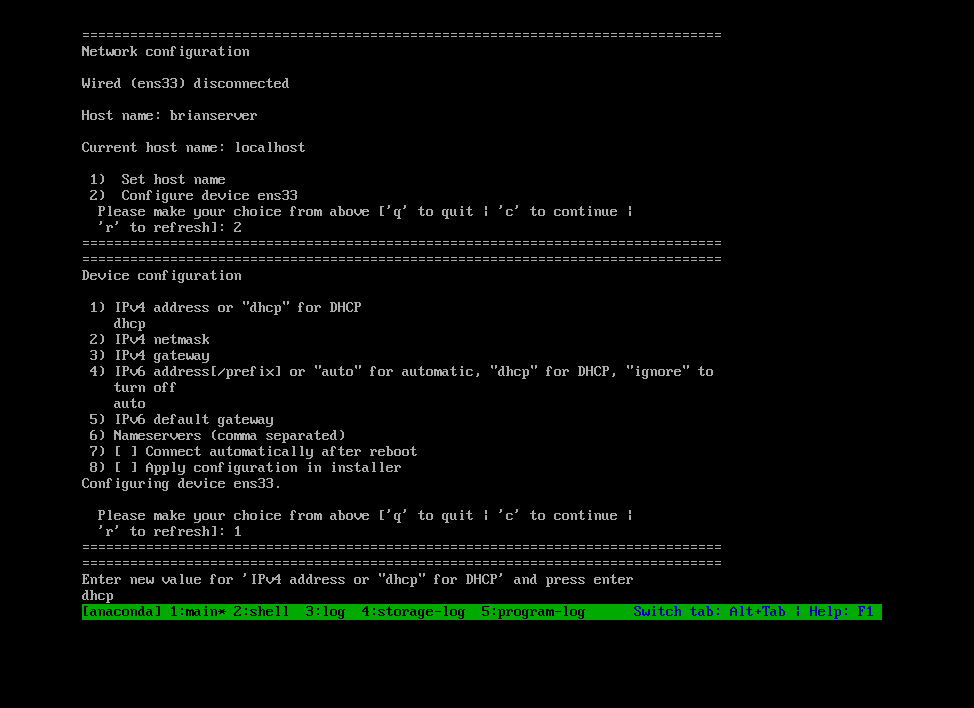 ================================================================================
Network configuration
Wired (ens33) disconnected
Host name: brianserver
Current host name: localhost
1)  Set host name
2)  Configure device ens33
Please make your choice from above ['q' to quit | 'c' to continue |
'r' to refresh]: 2
================================================================================
================================================================================
Device configuration
1) IPv4 address or "dhcp" for DHCP
dhcp
2) IPv4 netmask
3) IPv4 gateway
4) IPv6 address[/prefix] or "auto" for automatic, "dhcp" for DHCP, "ignore" to
turn off
auto
5) IPv6 default gateway
6) Nameservers (comma separated)
7) [ ] Connect automatically after reboot
8) [ ] Apply configuration in installer
Configuring device ens33.
Please make your choice from above ['q' to quit | 'c' to continue |
'r' to refresh]: 1
================================================================================
================================================================================
Enter new value for 'IPv4 address or "dhcp" for DHCP' and press enter
dhcp
[anaconda] 1:main* 2:shell  3:log  4:storage-log  5:program-log      Switch tab: Alt+Tab | Help: F1